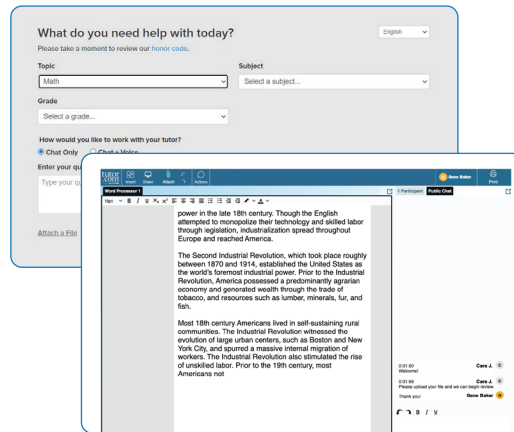 What do you need help with today?
English
Please take a moment to review our honor code.
Topic
Subject
Math
Select a subject...
Grade
Select a grade...
How would you like to work with your tutor?
Chat Only
Chat + Voice
Enter your qu
Type your qu
Attach a File
tutor
.com
Insert
Share
Attach
Actions
Gene Baker
Print
Word Processor 1
1 Participant
Public Chat
B I U X₂ X²
power in the late 18th century. Though the English
attempted to monopolize their technology and skilled labor
through legislation, industrialization spread throughout
Europe and reached America.
The Second Industrial Revolution, which took place roughly
between 1870 and 1914, established the United States as
the world's foremost industrial power. Prior to the Industrial
Revolution, America possessed a predominantly agrarian
economy and generated wealth through the trade of
tobacco, and resources such as lumber, minerals, fur, and
fish.
Most 18th century Americans lived in self-sustaining rural
communities. The Industrial Revolution witnessed the
evolution of large urban centers, such as Boston and New
York City, and spurred a massive internal migration of
workers. The Industrial Revolution also stimulated the rise
of unskilled labor. Prior to the 19th century, most
Americans not
0:31:50
Cara J. C
Welcome!
0:31:59
Cara J. C
Please upload your file and we can begin review
Thank you!
Gene Baker G
B I U